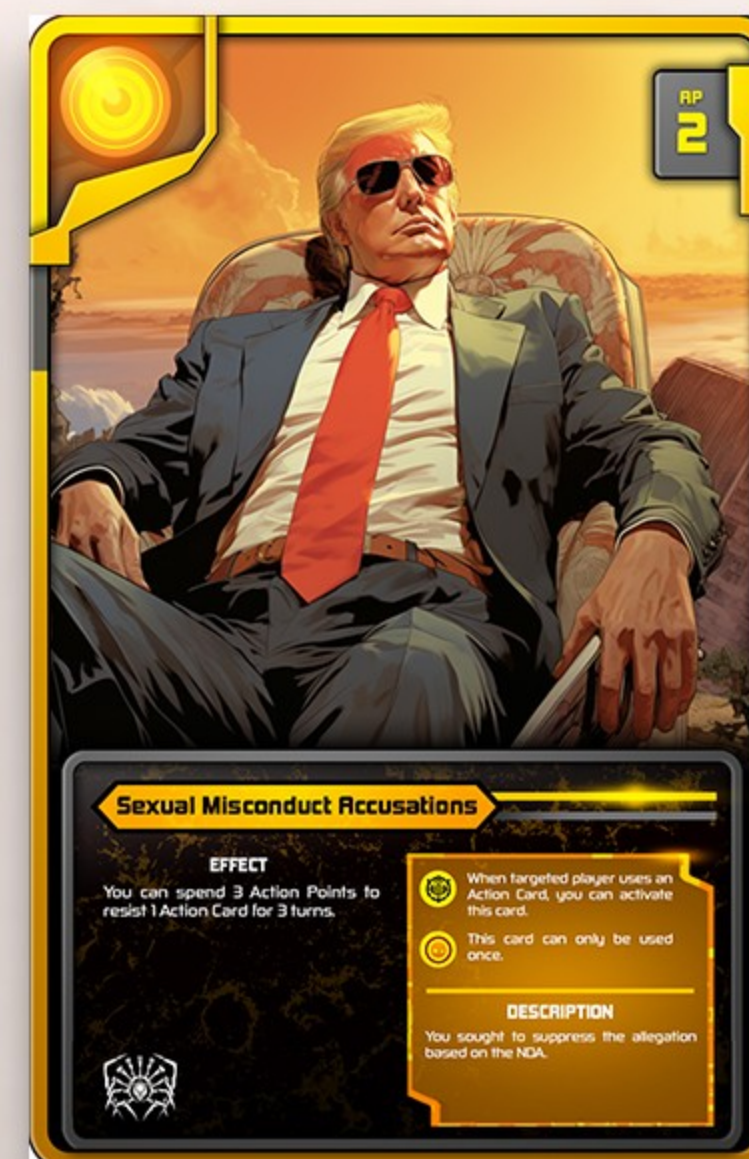 AP
2
Sexual Misconduct Accusations
EFFECT
You can spend 3 Action Points to
resist 1 Action Card for 3 turns.
When targeted player uses an
Action Card, you can activate
this card.
This card can only be used
once.
DESCRIPTION
You sought to suppress the allegation
based on the NDA.